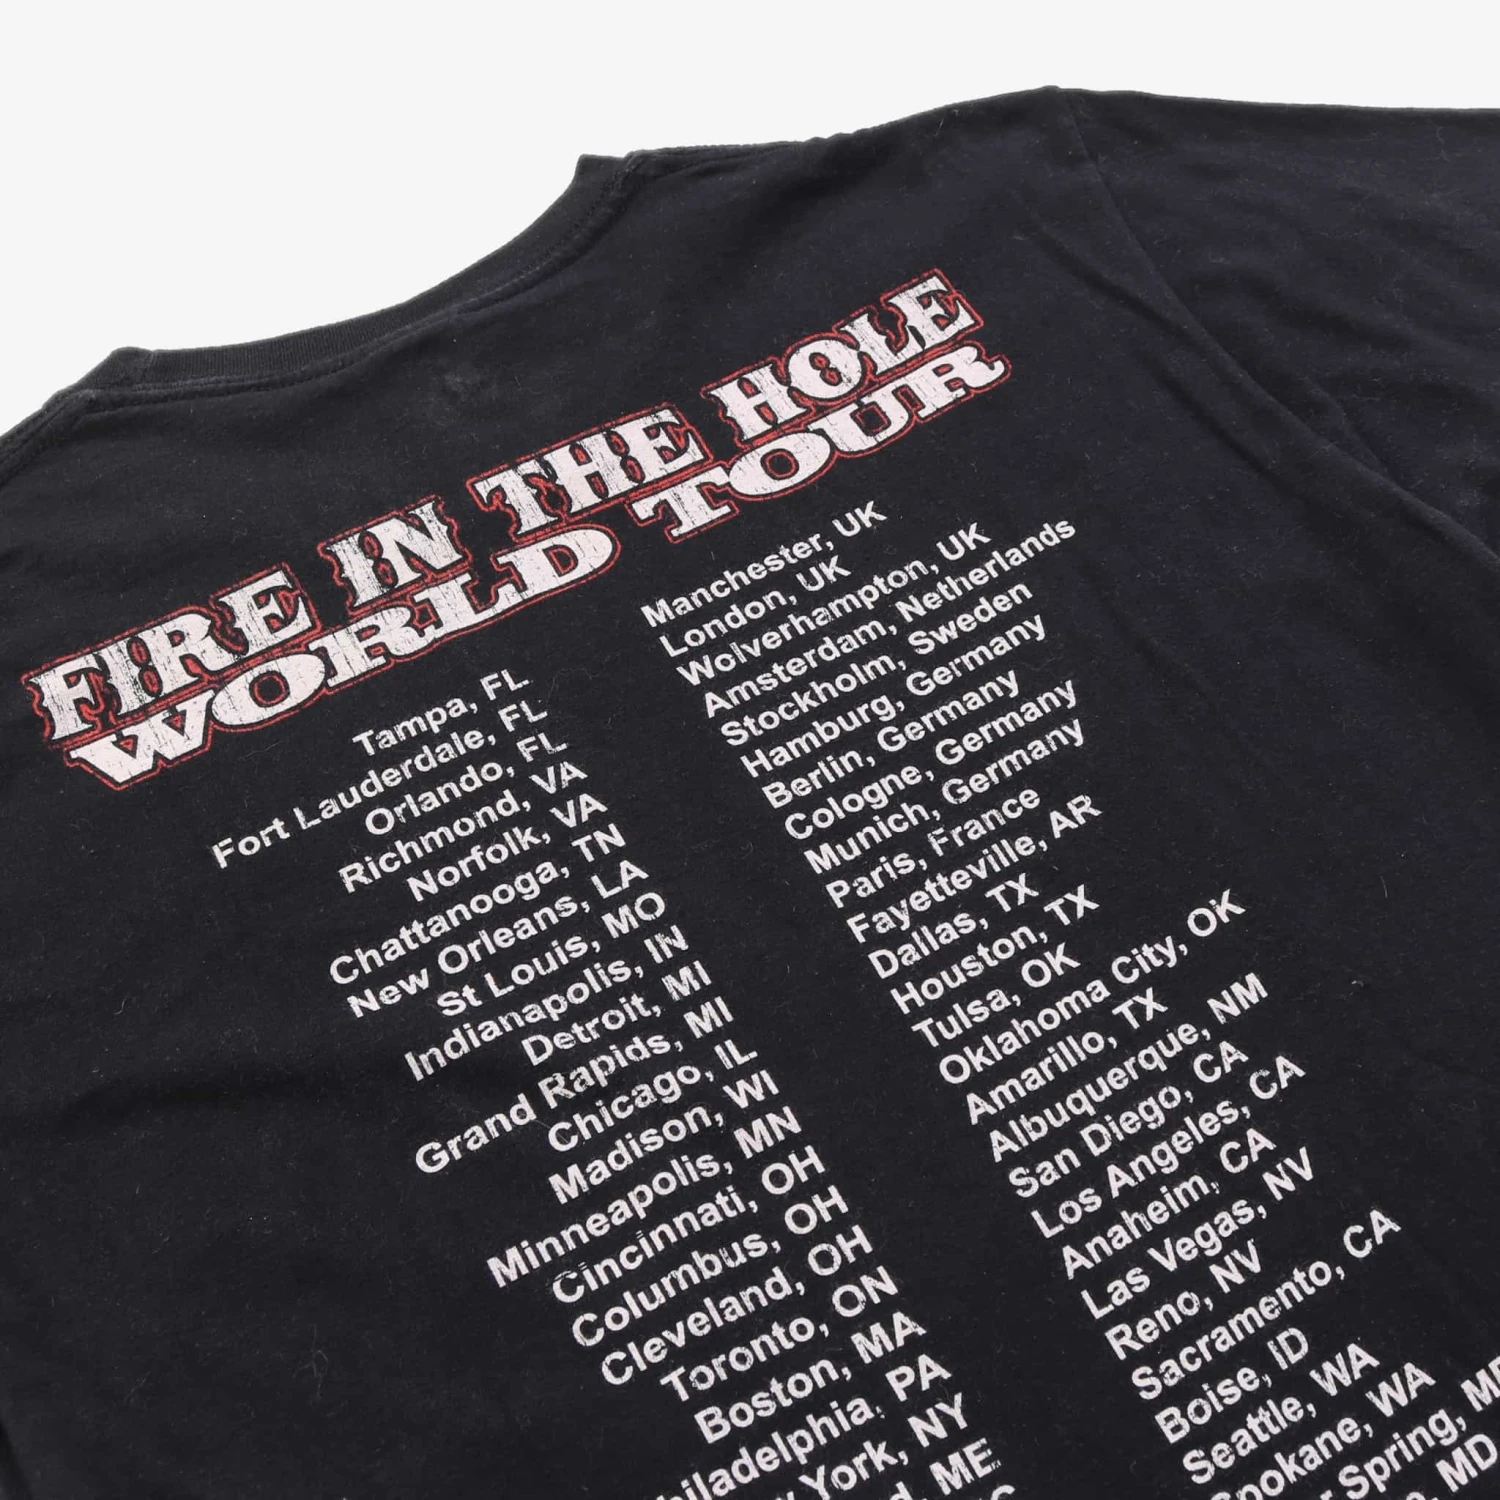 FIRE IN THE HOLE
WORLD TOUR
Tampa, FL
Fort Lauderdale, FL
Orlando, FL
Richmond, VA
Norfolk, VA
Chattanooga, TN
New Orleans, LA
St Louis, MO
Indianapolis, IN
Detroit, MI
Grand Rapids, MI
Chicago, IL
Madison, WI
Minneapolis, MN
Cincinnati, OH
Columbus, OH
Cleveland, OH
Toronto, ON
Boston, MA
hiladelphia, PA
York, NY
d, ME
Manchester, UK
London, UK
Wolverhampton, UK
Amsterdam, Netherlands
Stockholm, Sweden
Hamburg, Germany
Berlin, Germany
Cologne, Germany
Munich, Germany
Paris, France
Fayetteville, AR
Dallas, TX
Houston, TX
Tulsa, OK
Oklahoma City, OK
Amarillo, TX
Albuquerque, NM
San Diego, CA
Los Angeles, CA
Anaheim, CA
Las Vegas, NV
Reno, NV
Sacramento, CA
Boise, ID
Seattle, WA
Spokane, WA
Spring, M
MD